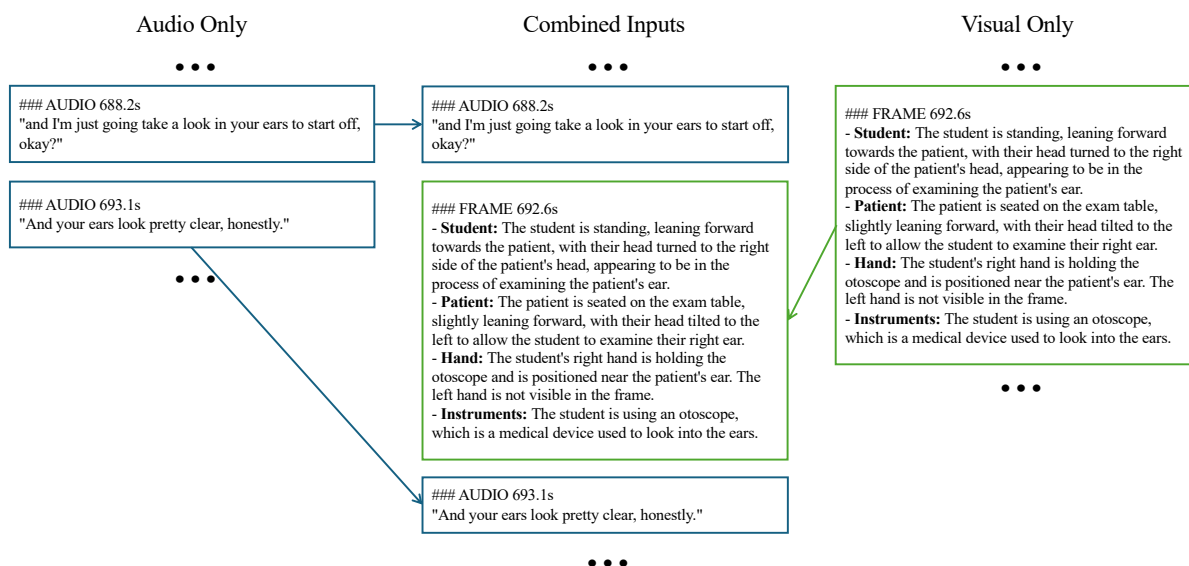 Audio Only
•••
### AUDIO 688.2s
"and I'm just going take a look in your ears to start off,
okay?"
### AUDIO 693.1s
"And your ears look pretty clear, honestly."
•••
Combined Inputs
•••
### AUDIO 688.2s
"and I'm just going take a look in your ears to start off,
okay?"
### FRAME 692.6s
- Student: The student is standing, leaning forward
towards the patient, with their head turned to the right
side of the patient's head, appearing to be in the
process of examining the patient's ear.
- Patient: The patient is seated on the exam table,
slightly leaning forward, with their head tilted to the
left to allow the student to examine their right ear.
- Hand: The student's right hand is holding the
otoscope and is positioned near the patient's ear. The
left hand is not visible in the frame.
- Instruments: The student is using an otoscope,
which is a medical device used to look into the ears.
### AUDIO 693.1s
"And your ears look pretty clear, honestly."
•••
Visual Only
•••
### FRAME 692.6s
- Student: The student is standing, leaning forward
towards the patient, with their head turned to the right
side of the patient's head, appearing to be in the
process of examining the patient's ear.
- Patient: The patient is seated on the exam table,
slightly leaning forward, with their head tilted to the
left to allow the student to examine their right ear.
- Hand: The student's right hand is holding the
otoscope and is positioned near the patient's ear. The
left hand is not visible in the frame.
- Instruments: The student is using an otoscope,
which is a medical device used to look into the ears.
•••